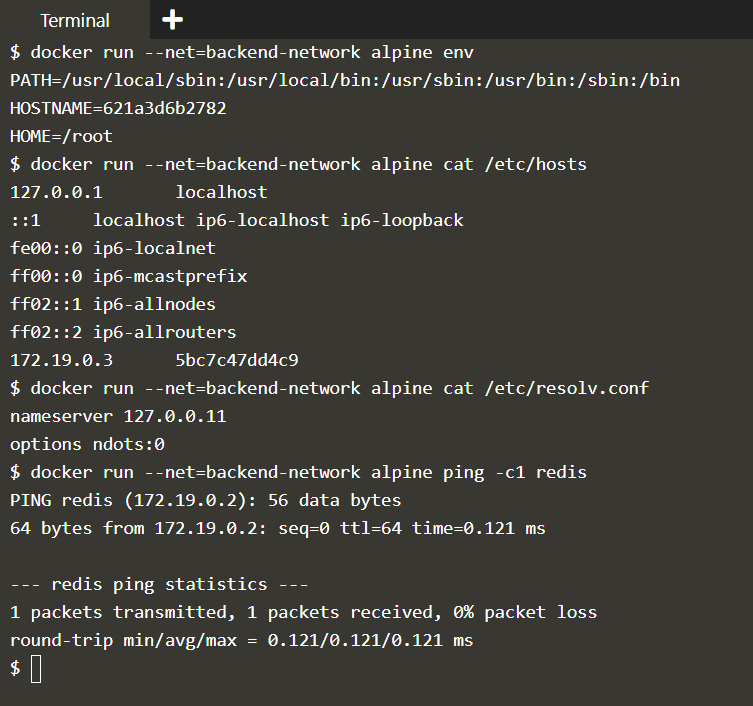 Terminal
$ docker run --net=backend-network alpine env
PATH=/usr/local/sbin:/usr/local/bin:/usr/sbin:/usr/bin:/sbin:/bin
HOSTNAME=621a3d6b2782
HOME=/root
$ docker run --net=backend-network alpine cat /etc/hosts
127.0.0.1       localhost
::1     localhost ip6-localhost ip6-loopback
fe00::0 ip6-localnet
ff00::0 ip6-mcastprefix
ff02::1 ip6-allnodes
ff02::2 ip6-allrouters
172.19.0.3      5bc7c47dd4c9
$ docker run --net=backend-network alpine cat /etc/resolv.conf
nameserver 127.0.0.11
options ndots:0
$ docker run --net=backend-network alpine ping -c1 redis
PING redis (172.19.0.2): 56 data bytes
64 bytes from 172.19.0.2: seq=0 ttl=64 time=0.121 ms
--- redis ping statistics ---
1 packets transmitted, 1 packets received, 0% packet loss
round-trip min/avg/max = 0.121/0.121/0.121 ms
$